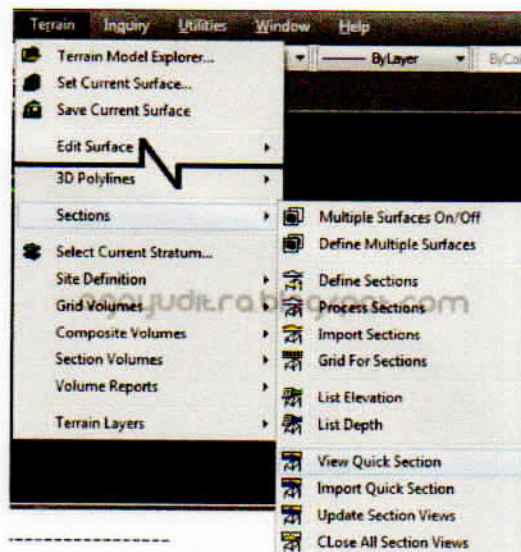 Terrain Inquiry Utilities Window Help
Terrain Model Explorer...
Set Current Surface...
Save Current Surface
Edit Surface
3D Polylines
Sections
Select Current Stratum...
Site Definition
Grid Volumes
Composite Volumes
Section Volumes
Volume Reports
Terrain Layers
ByLayer
ByCo
Multiple Surfaces On/Off
Define Multiple Surfaces
Define Sections
Process Sections
Import Sections
Grid For Sections
List Elevation
List Depth
View Quick Section
Import Quick Section
Update Section Views
CLose All Section Views